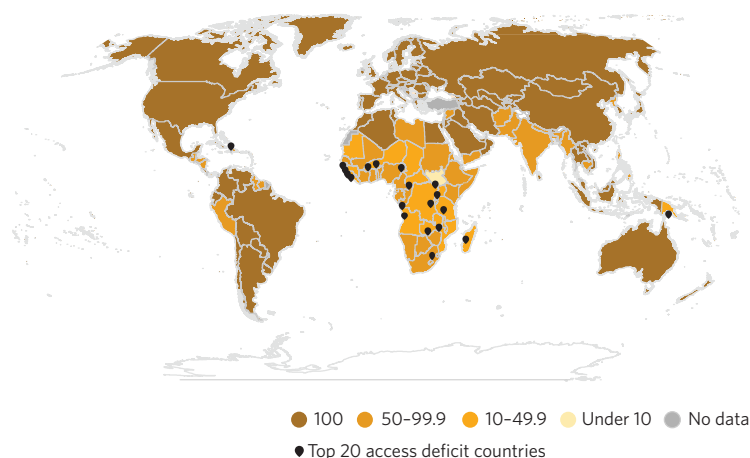 100 50–99.9 10–49.9 Under 10 No data
Top 20 access deficit countries